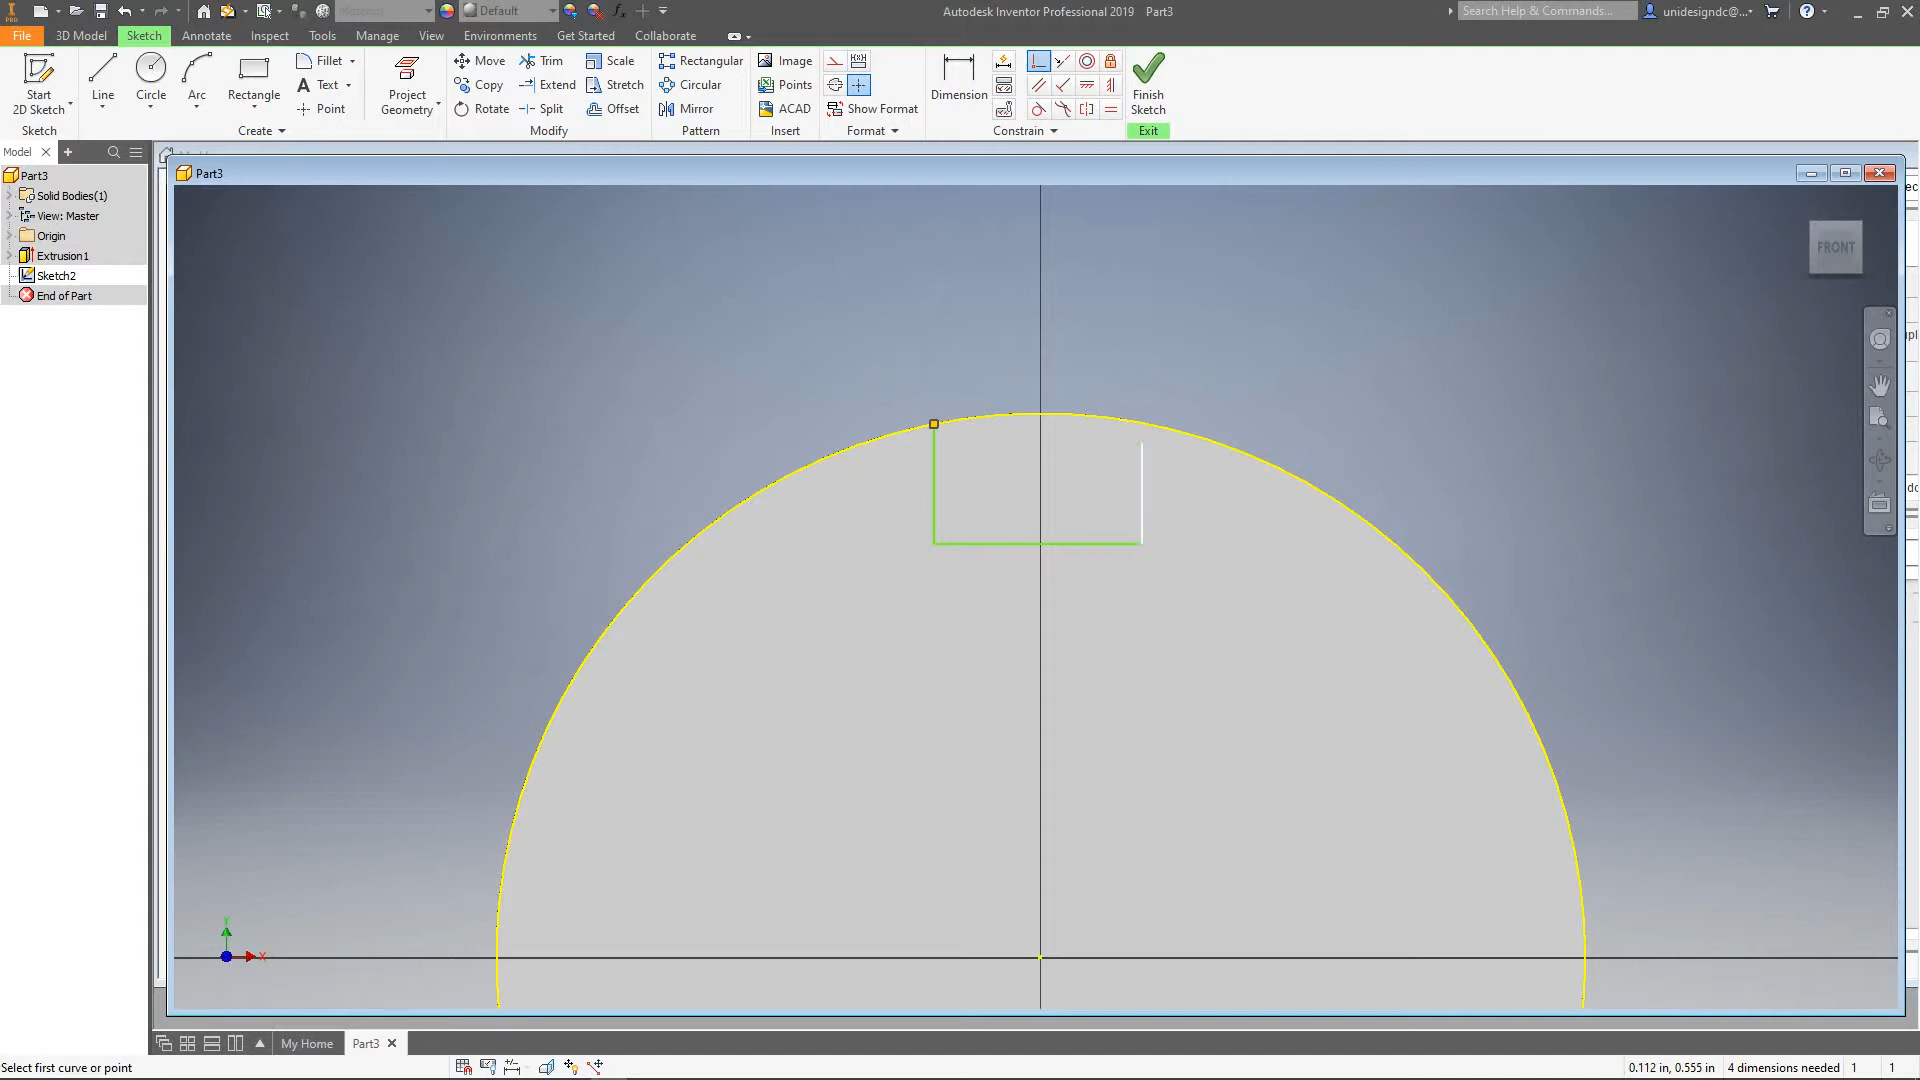 PRO Material Default fx Autodesk Inventor Professional 2019 Part3 Search Help & Commands... unidesigndc@...
File 3D Model Sketch Annotate Inspect Tools Manage View Environments Get Started Collaborate
Start 2D Sketch
Line
Circle
Arc
Rectangle
Fillet
Text
Point
Project Geometry
Move
Copy
Rotate
Trim
Extend
Split
Scale
Stretch
Offset
Rectangular
Circular
Mirror
Image
Points
ACAD
Show Format
Dimension
Finish Sketch
Sketch Create Modify Pattern Insert Format Constrain Exit
Model
Part3
Solid Bodies(1)
View: Master
Origin
Extrusion1
Sketch2
End of Part
Part3
FRONT
Y
X
My Home Part3
Select first curve or point
0.112 in, 0.555 in 4 dimensions needed 1 1